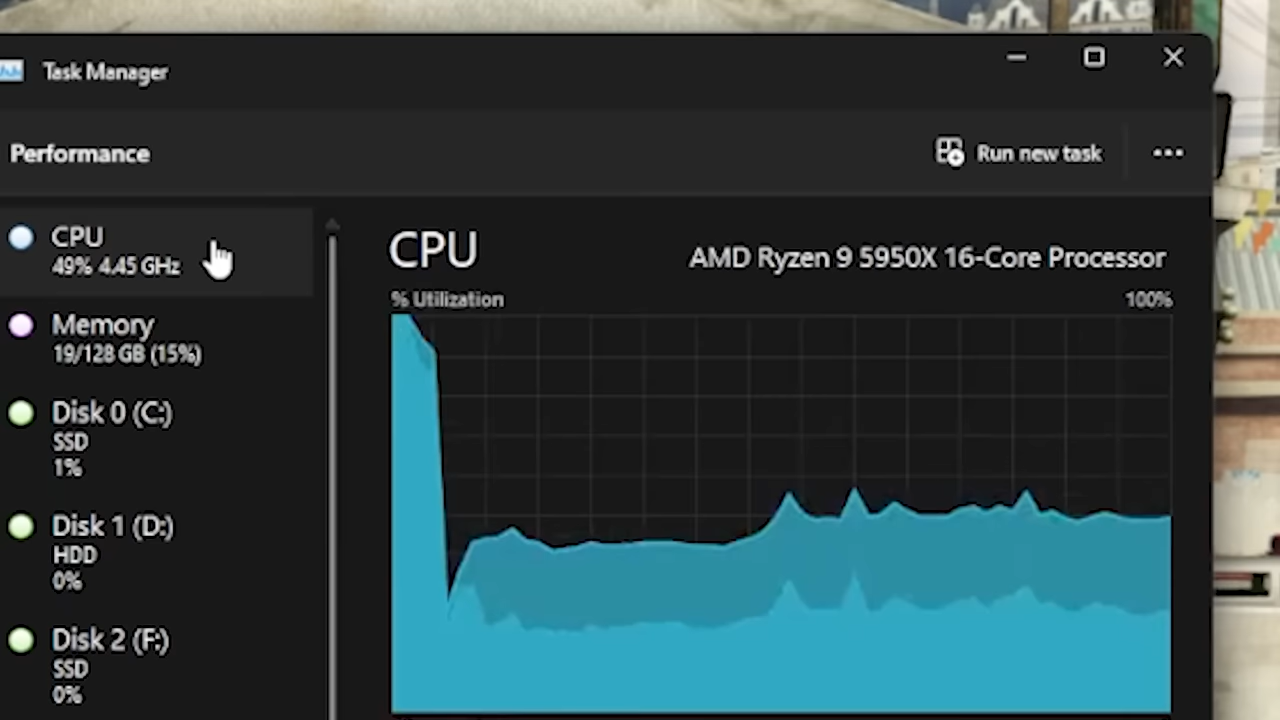 Task Manager
Performance
Run new task
CPU
49% 4.45 GHz
Memory
19/128 GB (15%)
Disk 0 (C:)
SSD
1%
Disk 1 (D:)
HDD
0%
Disk 2 (F:)
SSD
0%
CPU
AMD Ryzen 9 5950X 16-Core Processor
% Utilization
100%